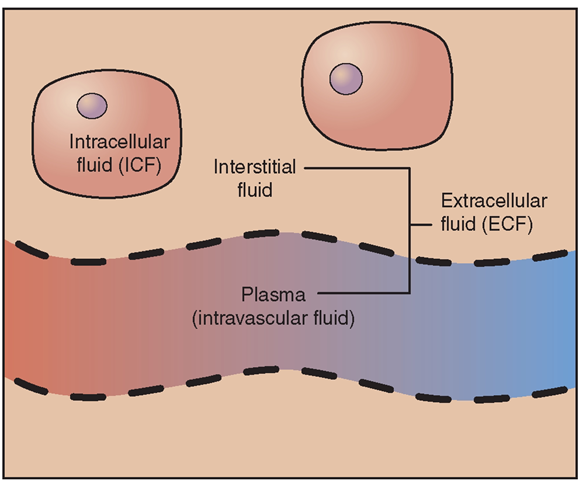 Intracellular
fluid (ICF)
Interstitial
fluid
Extracellular
fluid (ECF)
Plasma
(intravascular fluid)